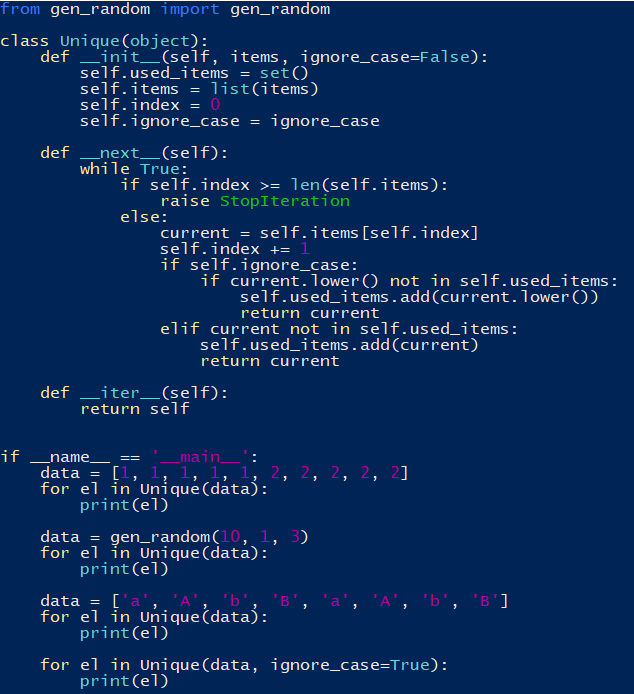 from gen_random import gen_random

class Unique(object):
    def __init__(self, items, ignore_case=False):
        self.used_items = set()
        self.items = list(items)
        self.index = 0
        self.ignore_case = ignore_case

    def __next__(self):
        while True:
            if self.index >= len(self.items):
                raise StopIteration
            else:
                current = self.items[self.index]
                self.index += 1
                if self.ignore_case:
                    if current.lower() not in self.used_items:
                        self.used_items.add(current.lower())
                        return current
                elif current not in self.used_items:
                    self.used_items.add(current)
                    return current

    def __iter__(self):
        return self


if __name__ == '__main__':
    data = [1, 1, 1, 1, 1, 2, 2, 2, 2, 2]
    for el in Unique(data):
        print(el)

    data = gen_random(10, 1, 3)
    for el in Unique(data):
        print(el)

    data = ['a', 'A', 'b', 'B', 'a', 'A', 'b', 'B']
    for el in Unique(data):
        print(el)

    for el in Unique(data, ignore_case=True):
        print(el)